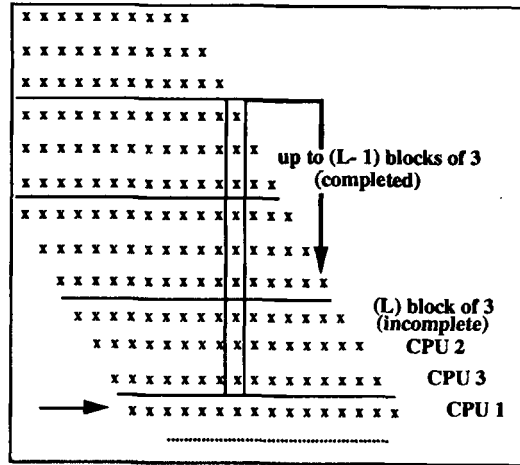 x x x x x x x x x x
x x x x x x x x x x x
x x x x x x x x x x x x
x x x x x x x x x x x x x
x x x x x x x x x x x x x x
up to (L- 1) blocks of 3
(completed)
x x x x x x x x x x x x x x x
x x x x x x x x x x x x x x x x
x x x x x x x x x x x x x x x x
x x x x x x x x x x x x x x x x
(L) block of 3
(incomplete)
x x x x x x x x x x x x x x x x
x x x x x x x x x x x x x x x x CPU 2
x x x x x x x x x x x x x x x x CPU 3
x x x x x x x x x x x x x x x x CPU 1